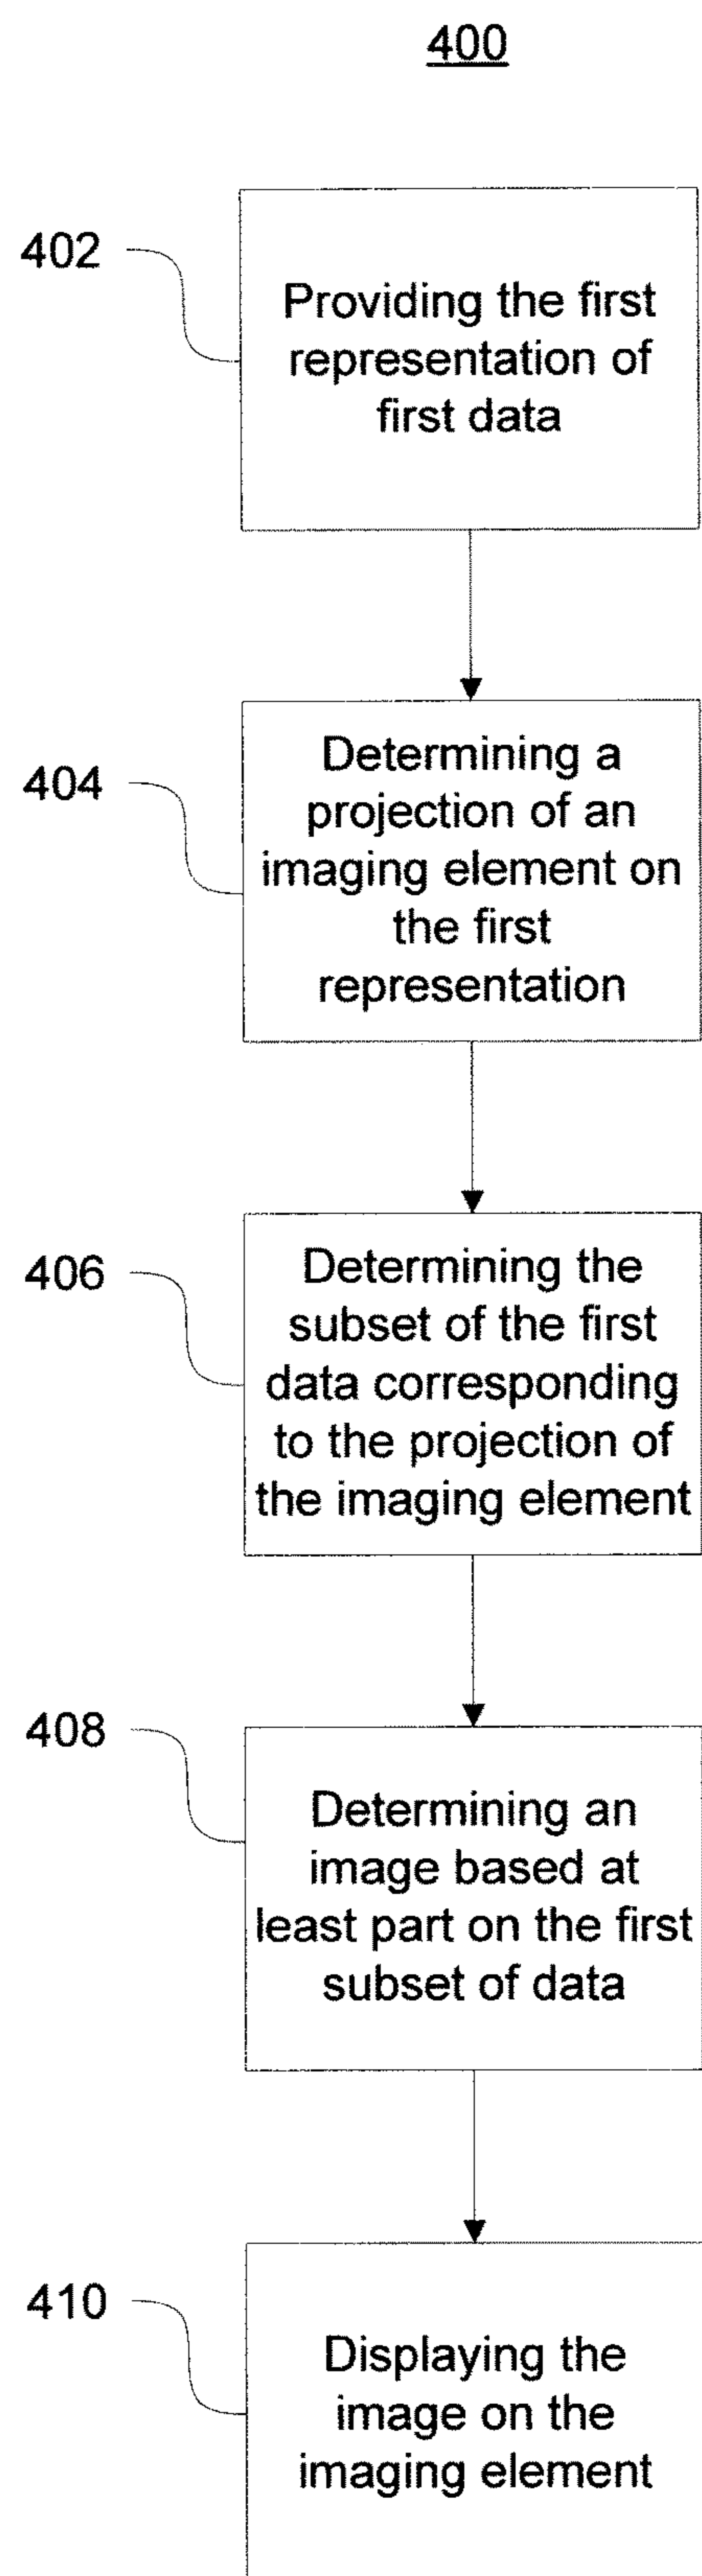 400
402
Providing the first
representation of
first data
404
Determining a
projection of an
imaging element on
the first
representation
406
Determining the
subset of the first
data corresponding
to the projection of
the imaging element
408
Determining an
image based at
least part on the first
subset of data
410
Displaying the
image on the
imaging element